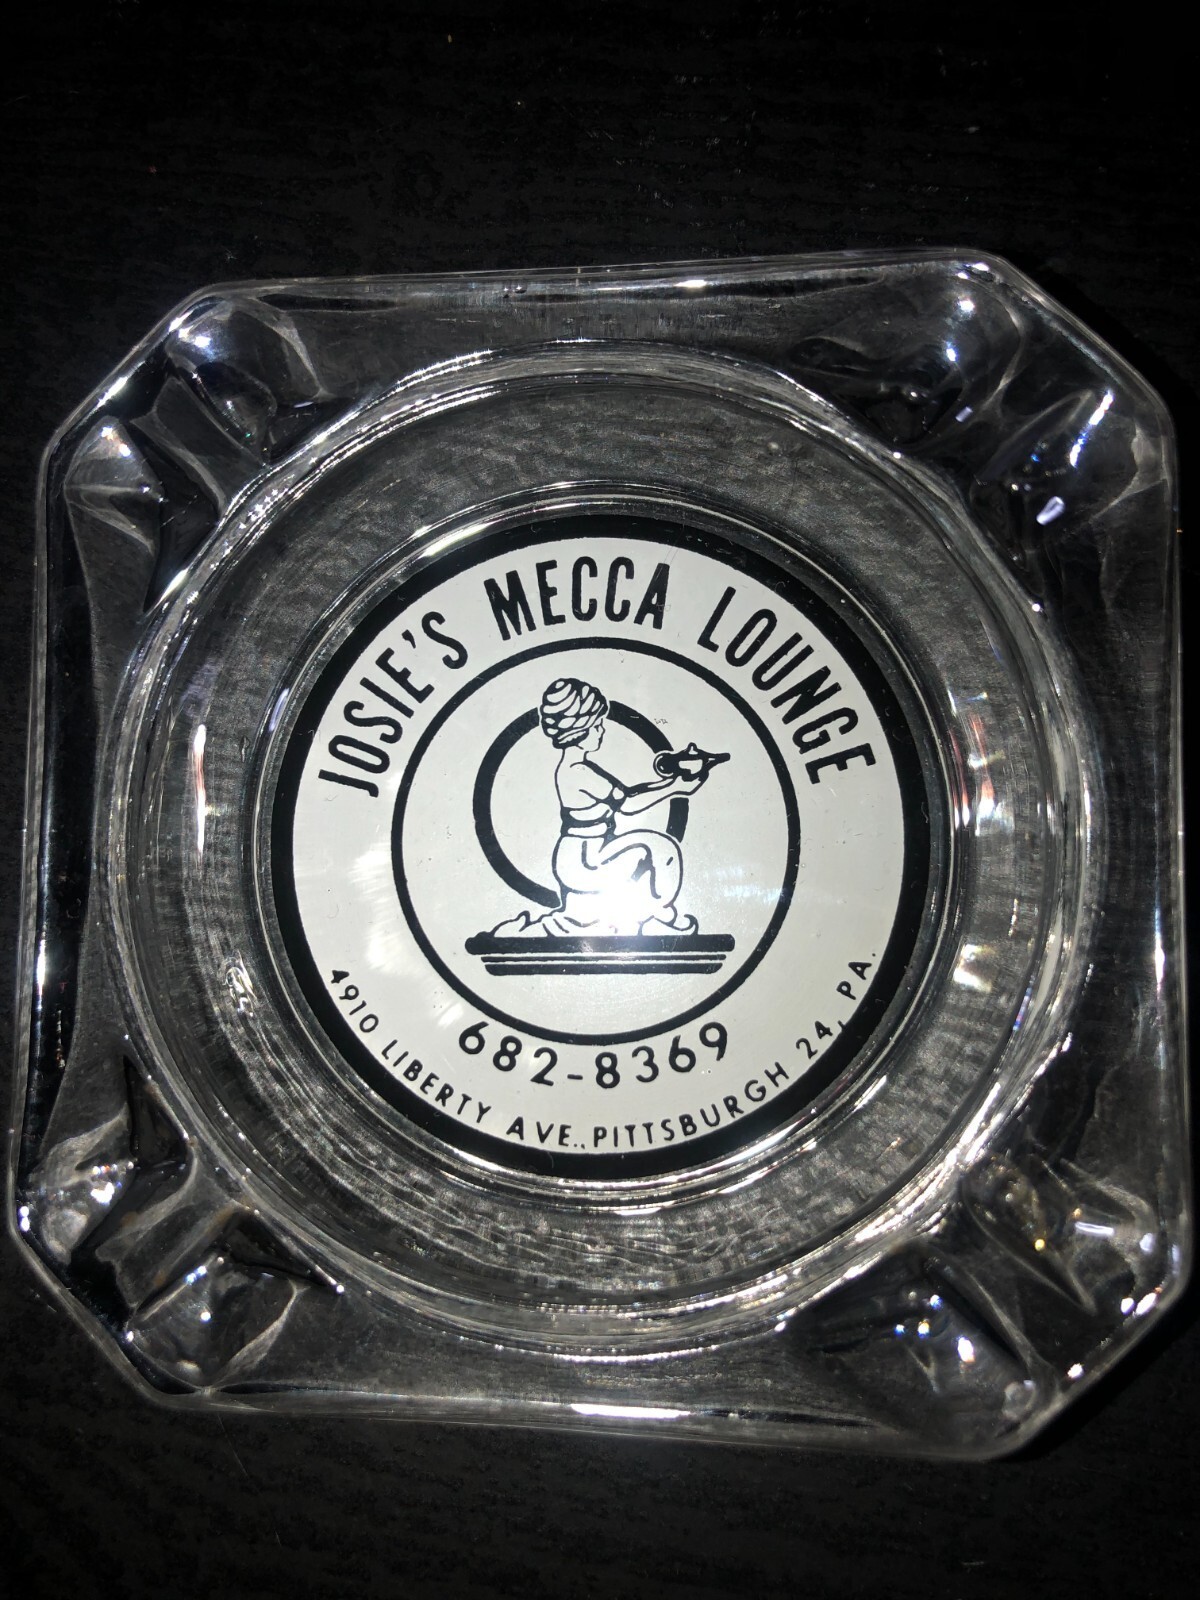 JOSIE'S MECCA LOUNGE
682-8369
4910 LIBERTY AVE., PITTSBURGH 24, PA.